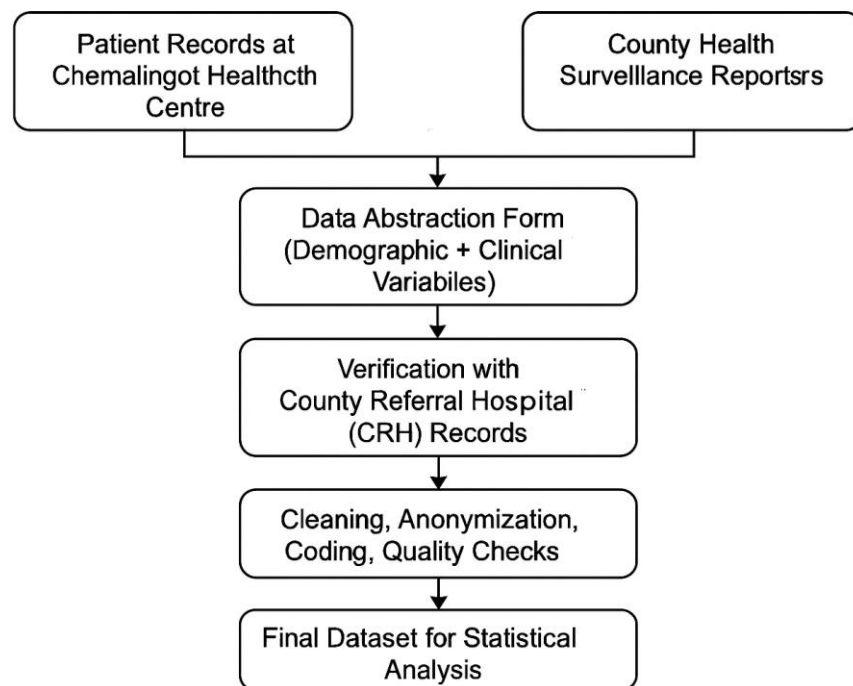 Patient Records at
Chemalingot Healthcth
Centre
County Health
Survelllance Reportsrs
Data Abstraction Form
(Demographic + Clinical
Variabiles)
Verification with
County Referral Hospital
(CRH) Records
Cleaning, Anonymization,
Coding, Quality Checks
Final Dataset for Statistical
Analysis